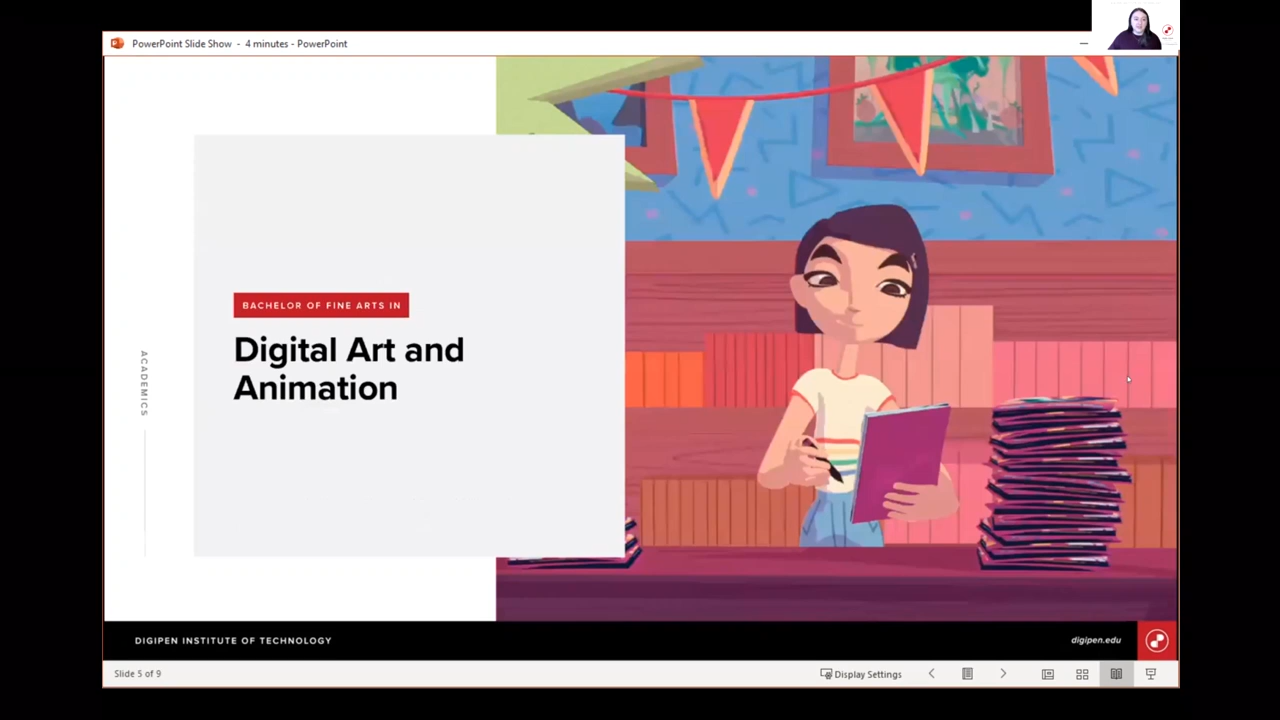 PowerPoint Slide Show - 4 minutes - PowerPoint
BACHELOR OF FINE ARTS IN
Digital Art and
Animation
ACADEMICS
DIGIPEN INSTITUTE OF TECHNOLOGY
digipen.edu
Slide 5 of 9
Display Settings